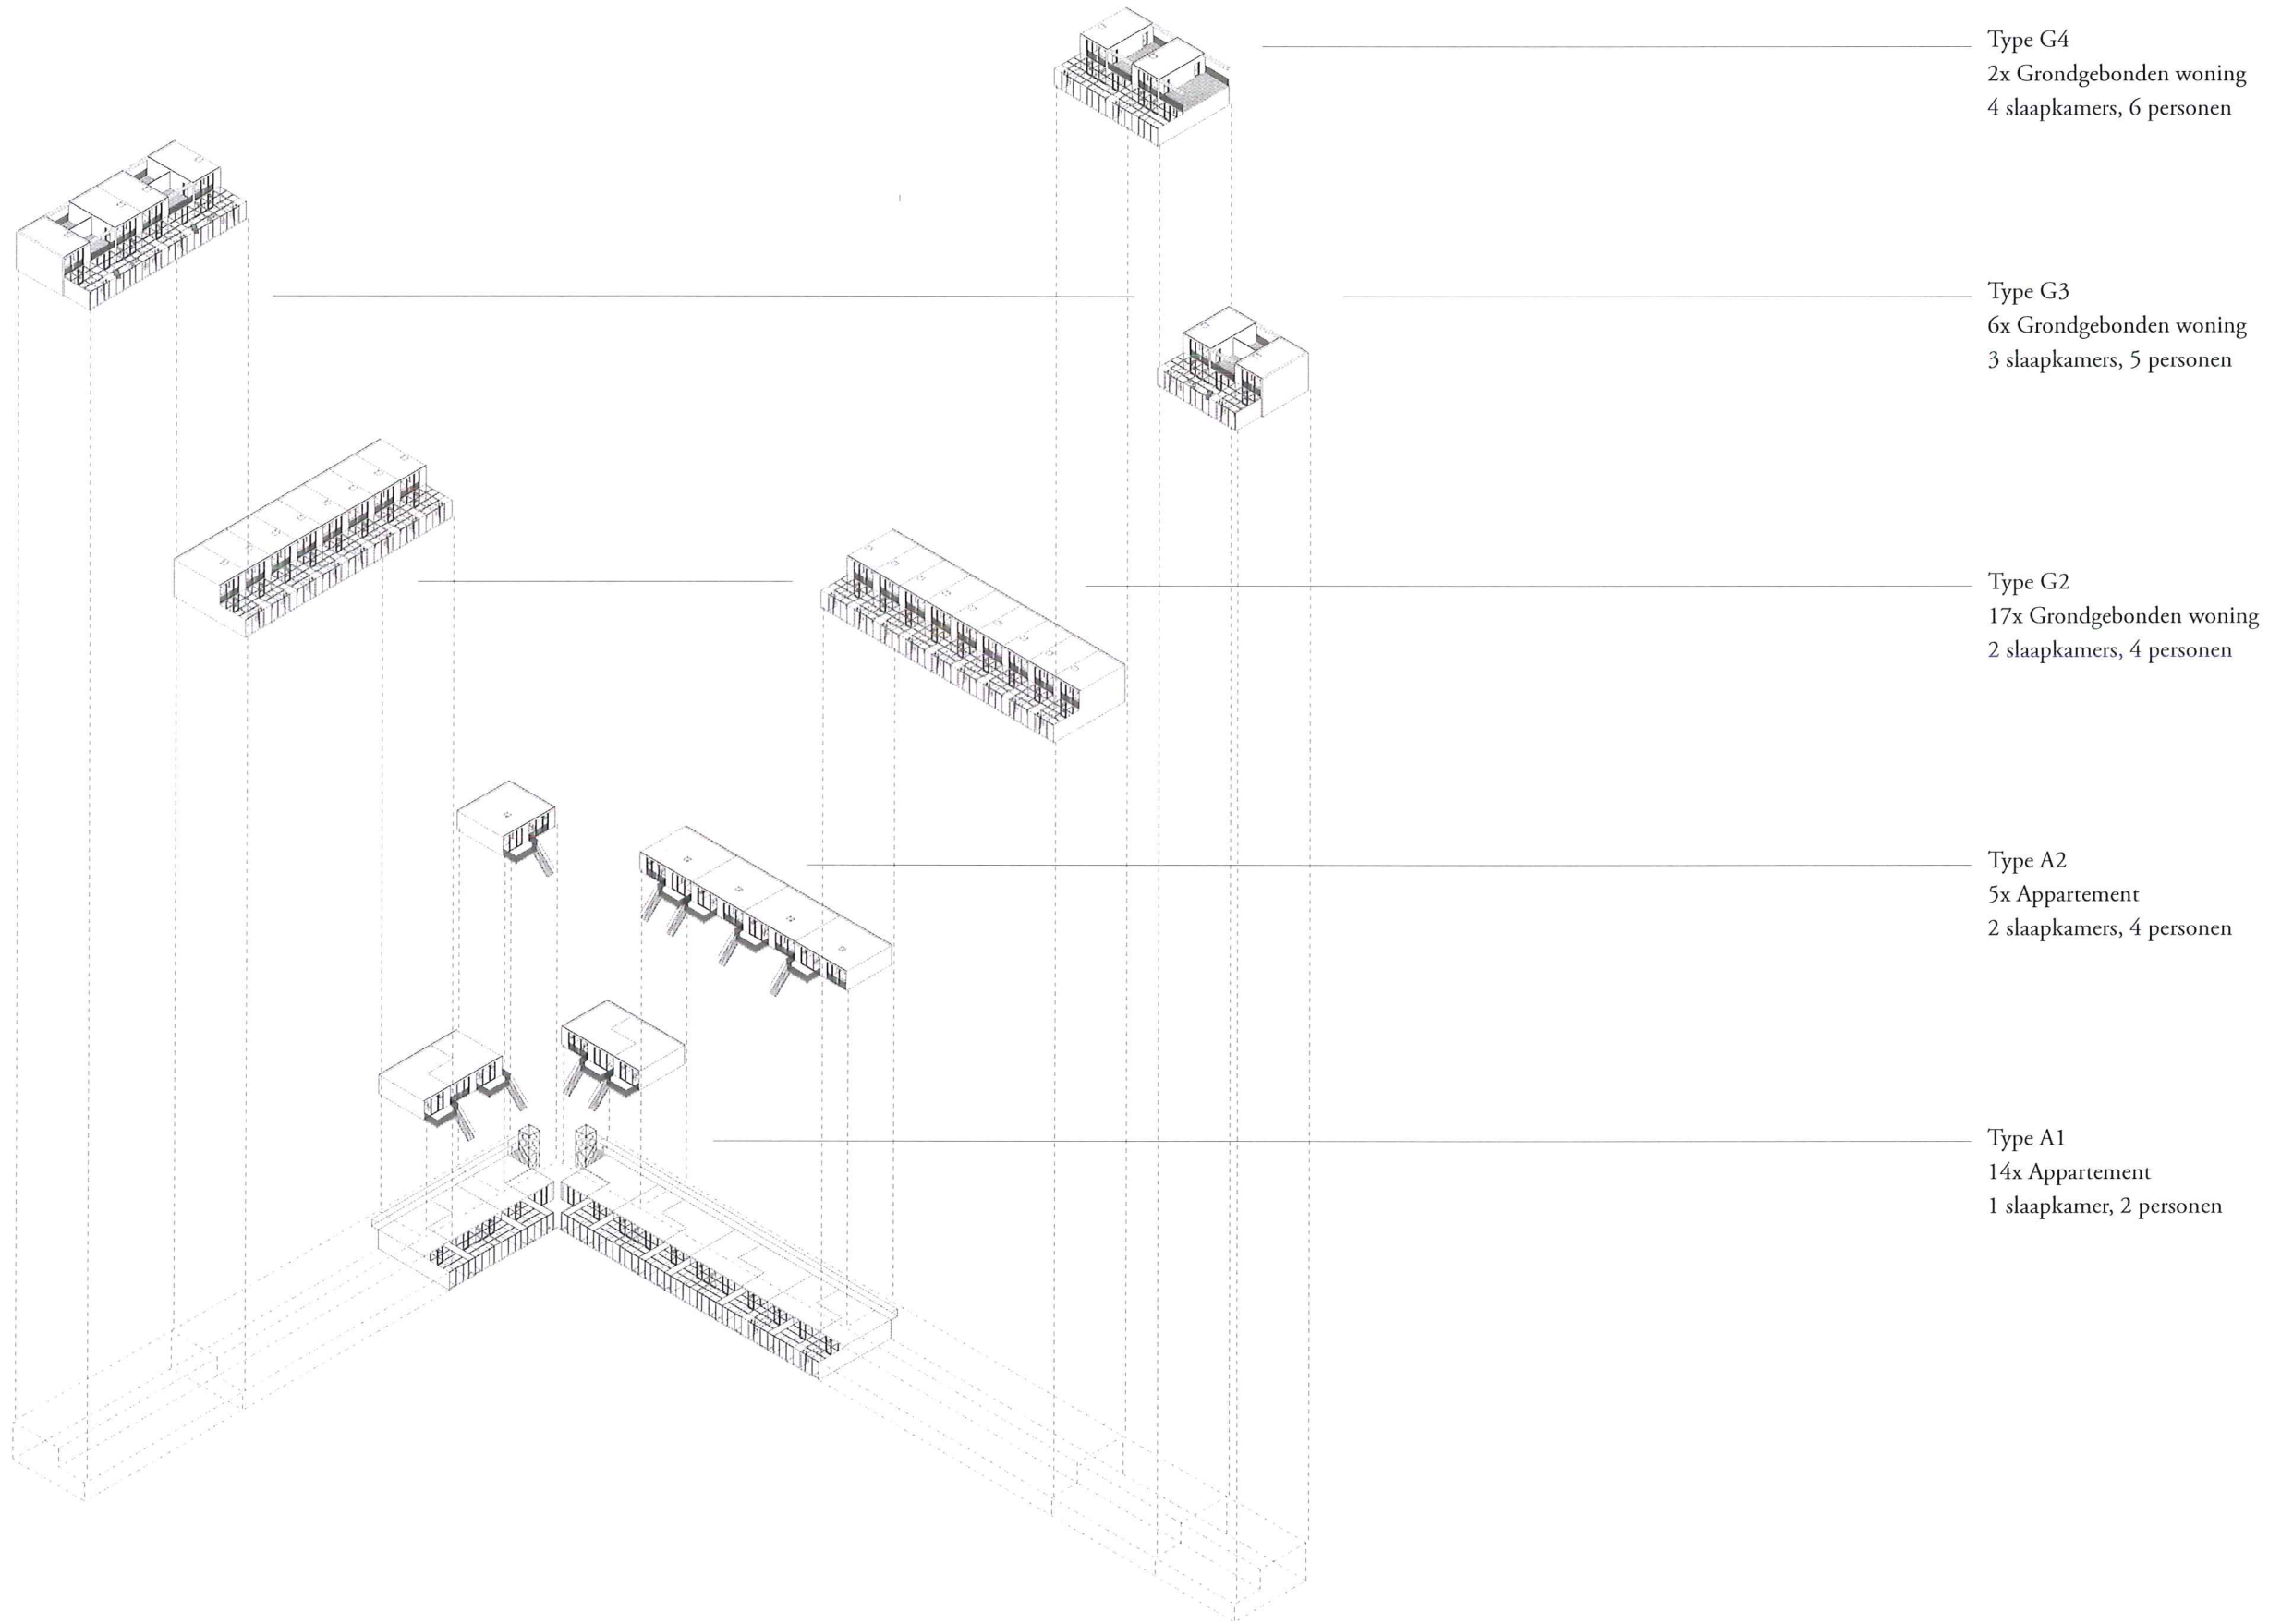 Type G4
2x Grondgebonden woning
4 slaapkamers, 6 personen
Type G3
6x Grondgebonden woning
3 slaapkamers, 5 personen
Type G2
17x Grondgebonden woning
2 slaapkamers, 4 personen
Type A2
5x Appartement
2 slaapkamers, 4 personen
Type A1
14x Appartement
1 slaapkamer, 2 personen